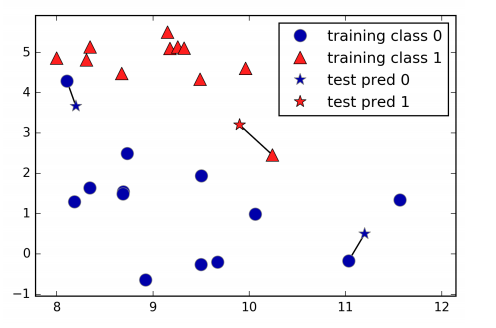 training class 0
training class 1
test pred 0
test pred 1
5
4
3
2
1
0
−1
8 9 10 11 12